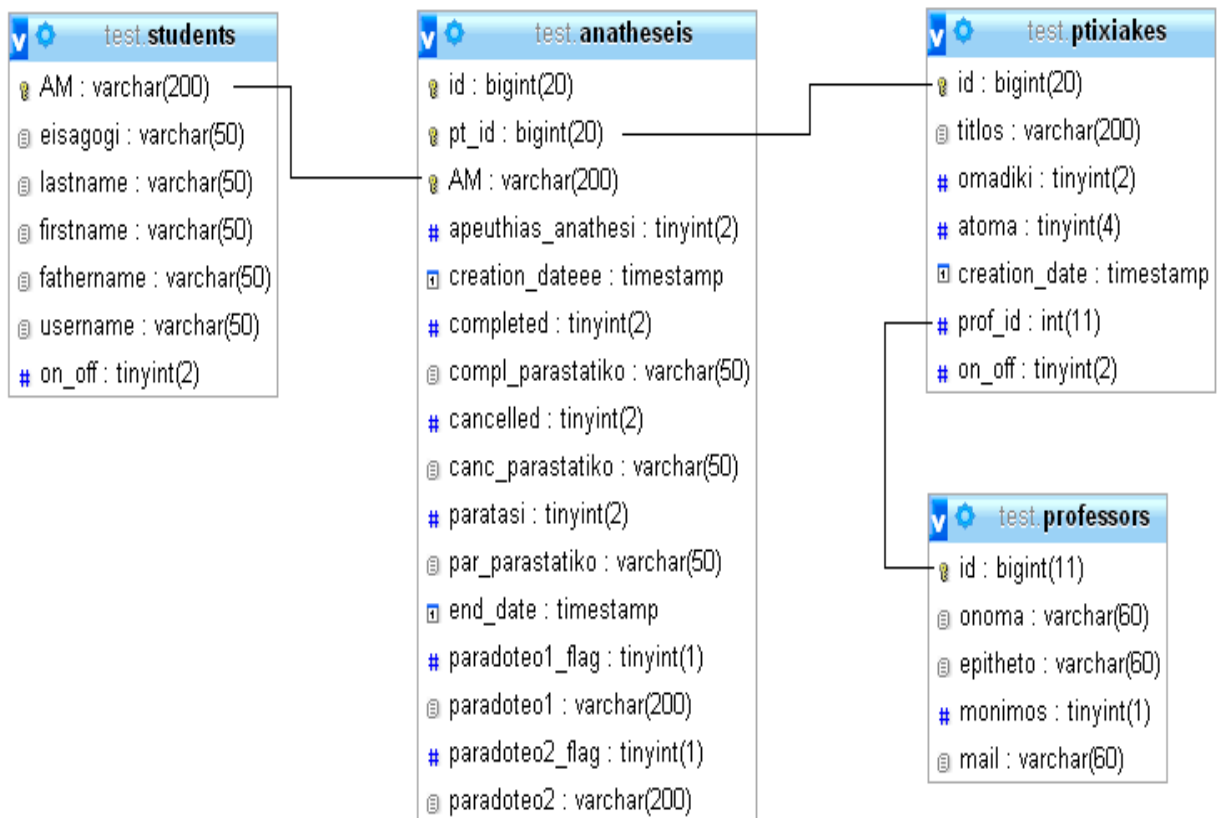 test.students
AM : varchar(200)
eisagogi : varchar(50)
lastname : varchar(50)
firstname : varchar(50)
fathername : varchar(50)
username : varchar(50)
# on_off : tinyint(2)
test.anatheseis
id : bigint(20)
pt_id : bigint(20)
AM : varchar(200)
# apeuthias_anathesi : tinyint(2)
creation_dateee : timestamp
# completed : tinyint(2)
compl_parastatiko : varchar(50)
# cancelled : tinyint(2)
canc_parastatiko : varchar(50)
# paratasi : tinyint(2)
par_parastatiko : varchar(50)
end_date : timestamp
# paradoteo1_flag : tinyint(1)
paradoteo1 : varchar(200)
# paradoteo2_flag : tinyint(1)
paradoteo2 : varchar(200)
test.ptixiakes
id : bigint(20)
titlos : varchar(200)
# omadiki : tinyint(2)
# atoma : tinyint(4)
creation_date : timestamp
# prof_id : int(11)
# on_off : tinyint(2)
test.professors
id : bigint(11)
onoma : varchar(60)
epitheto : varchar(60)
# monimos : tinyint(1)
mail : varchar(60)